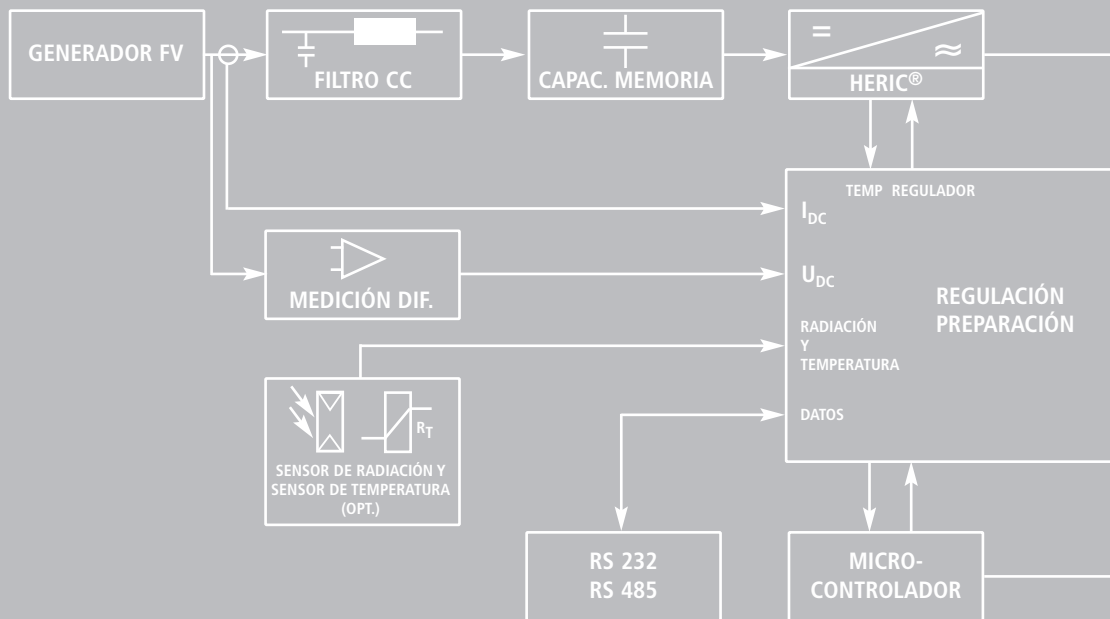 GENERADOR FV
FILTRO CC
CAPAC. MEMORIA
=
≈
HERIC®
TEMP REGULADOR
IDC
UDC
MEDICIÓN DIF.
REGULACIÓN
PREPARACIÓN
RADIACIÓN
Y
TEMPERATURA
DATOS
RT
SENSOR DE RADIACIÓN Y
SENSOR DE TEMPERATURA
(OPT.)
RS 232
RS 485
MICRO-
CONTROLADOR